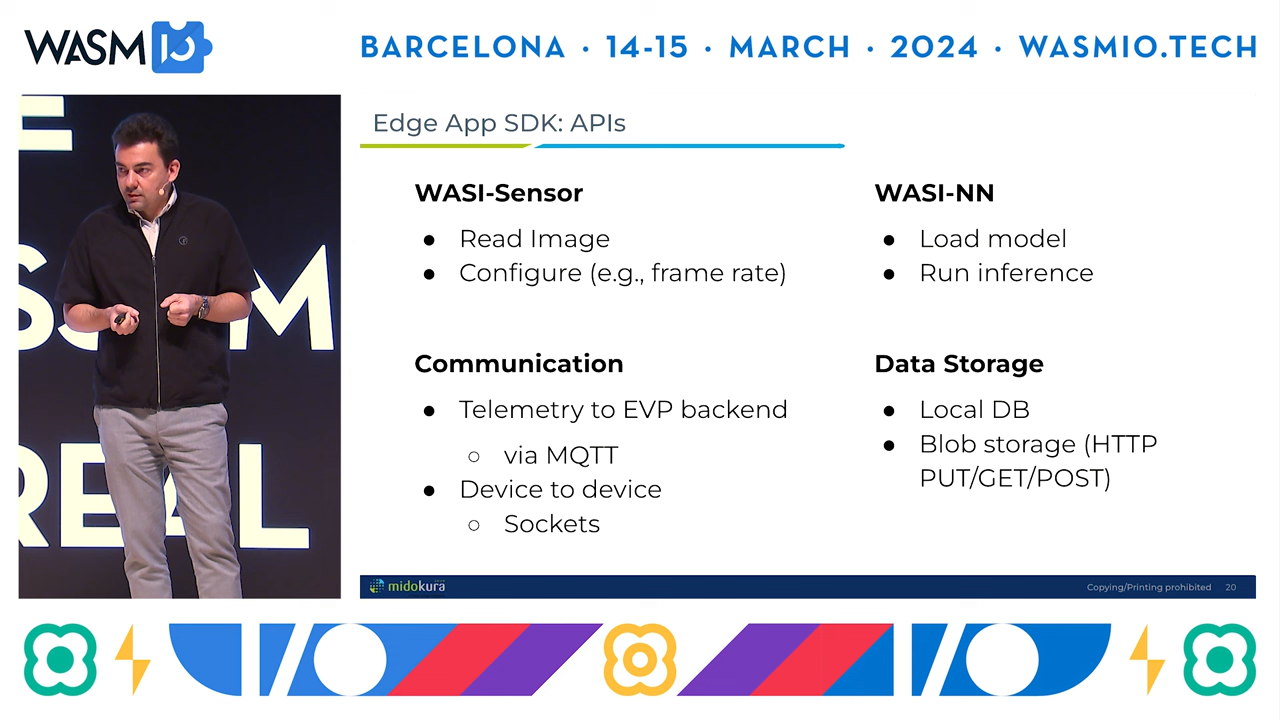 WASM IO
BARCELONA · 14-15 · MARCH · 2024 · WASMIO.TECH
Edge App SDK: APIs
WASI-Sensor
● Read Image
● Configure (e.g., frame rate)
WASI-NN
● Load model
● Run inference
Communication
● Telemetry to EVP backend
○ via MQTT
● Device to device
○ Sockets
Data Storage
● Local DB
● Blob storage (HTTP
PUT/GET/POST)
midokura
Copying/Printing prohibited 20
REAL